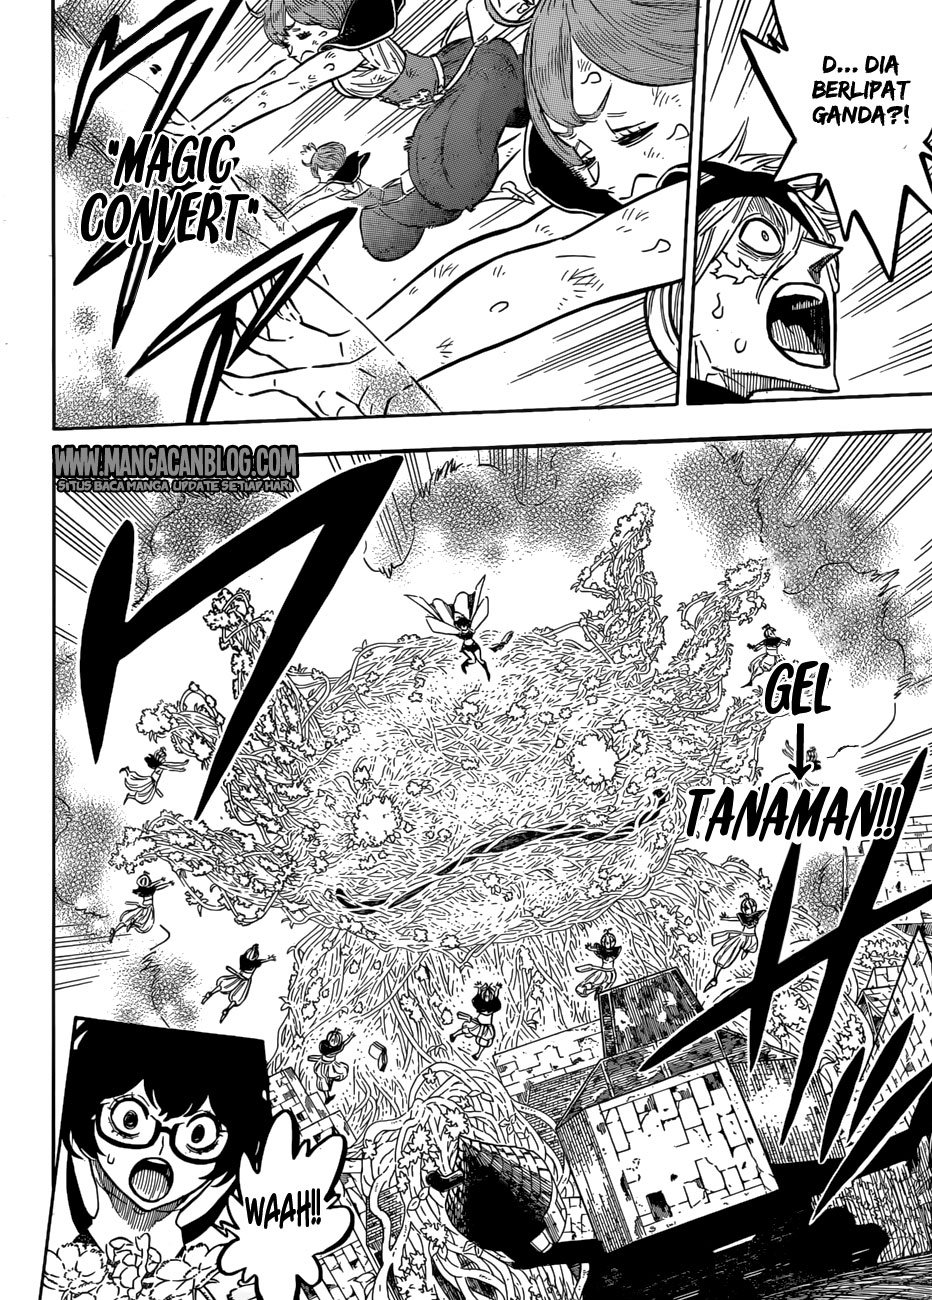 D... DIA
BERLIPAT
GANDA?!
"MAGIC
CONVERT"
WWW.MANGACANBLOG.COM
SITUS BACA MANGA UPDATE SETIAP HARI
GEL
↓
TANAMAN!!
WAAH!!